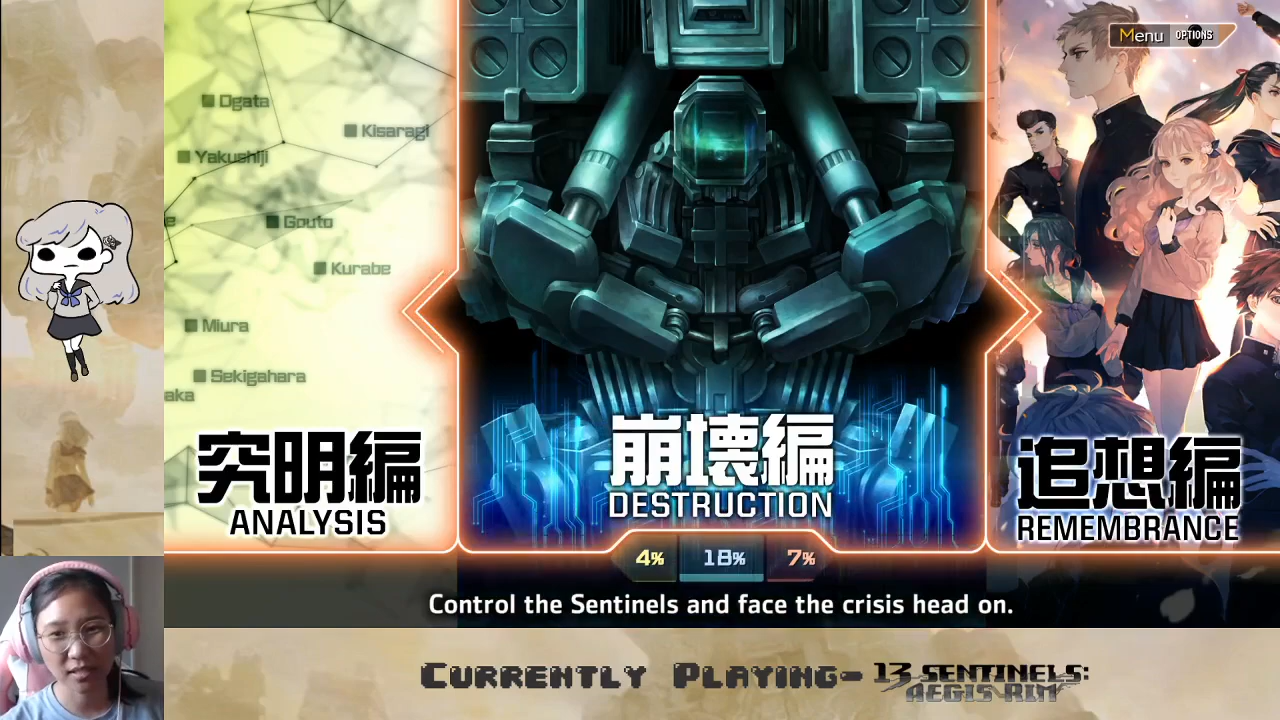 Menu OPTIONS
Ogata
Kisaragi
Yakushiji
Gouto
Kurabe
Miura
Sekigahara
aka
究明編
ANALYSIS
崩壊編
DESTRUCTION
追想編
REMEMBRANCE
4% 18% 7%
Control the Sentinels and face the crisis head on.
Currently Playing- 13 SENTINELS:
AEGIS RIM